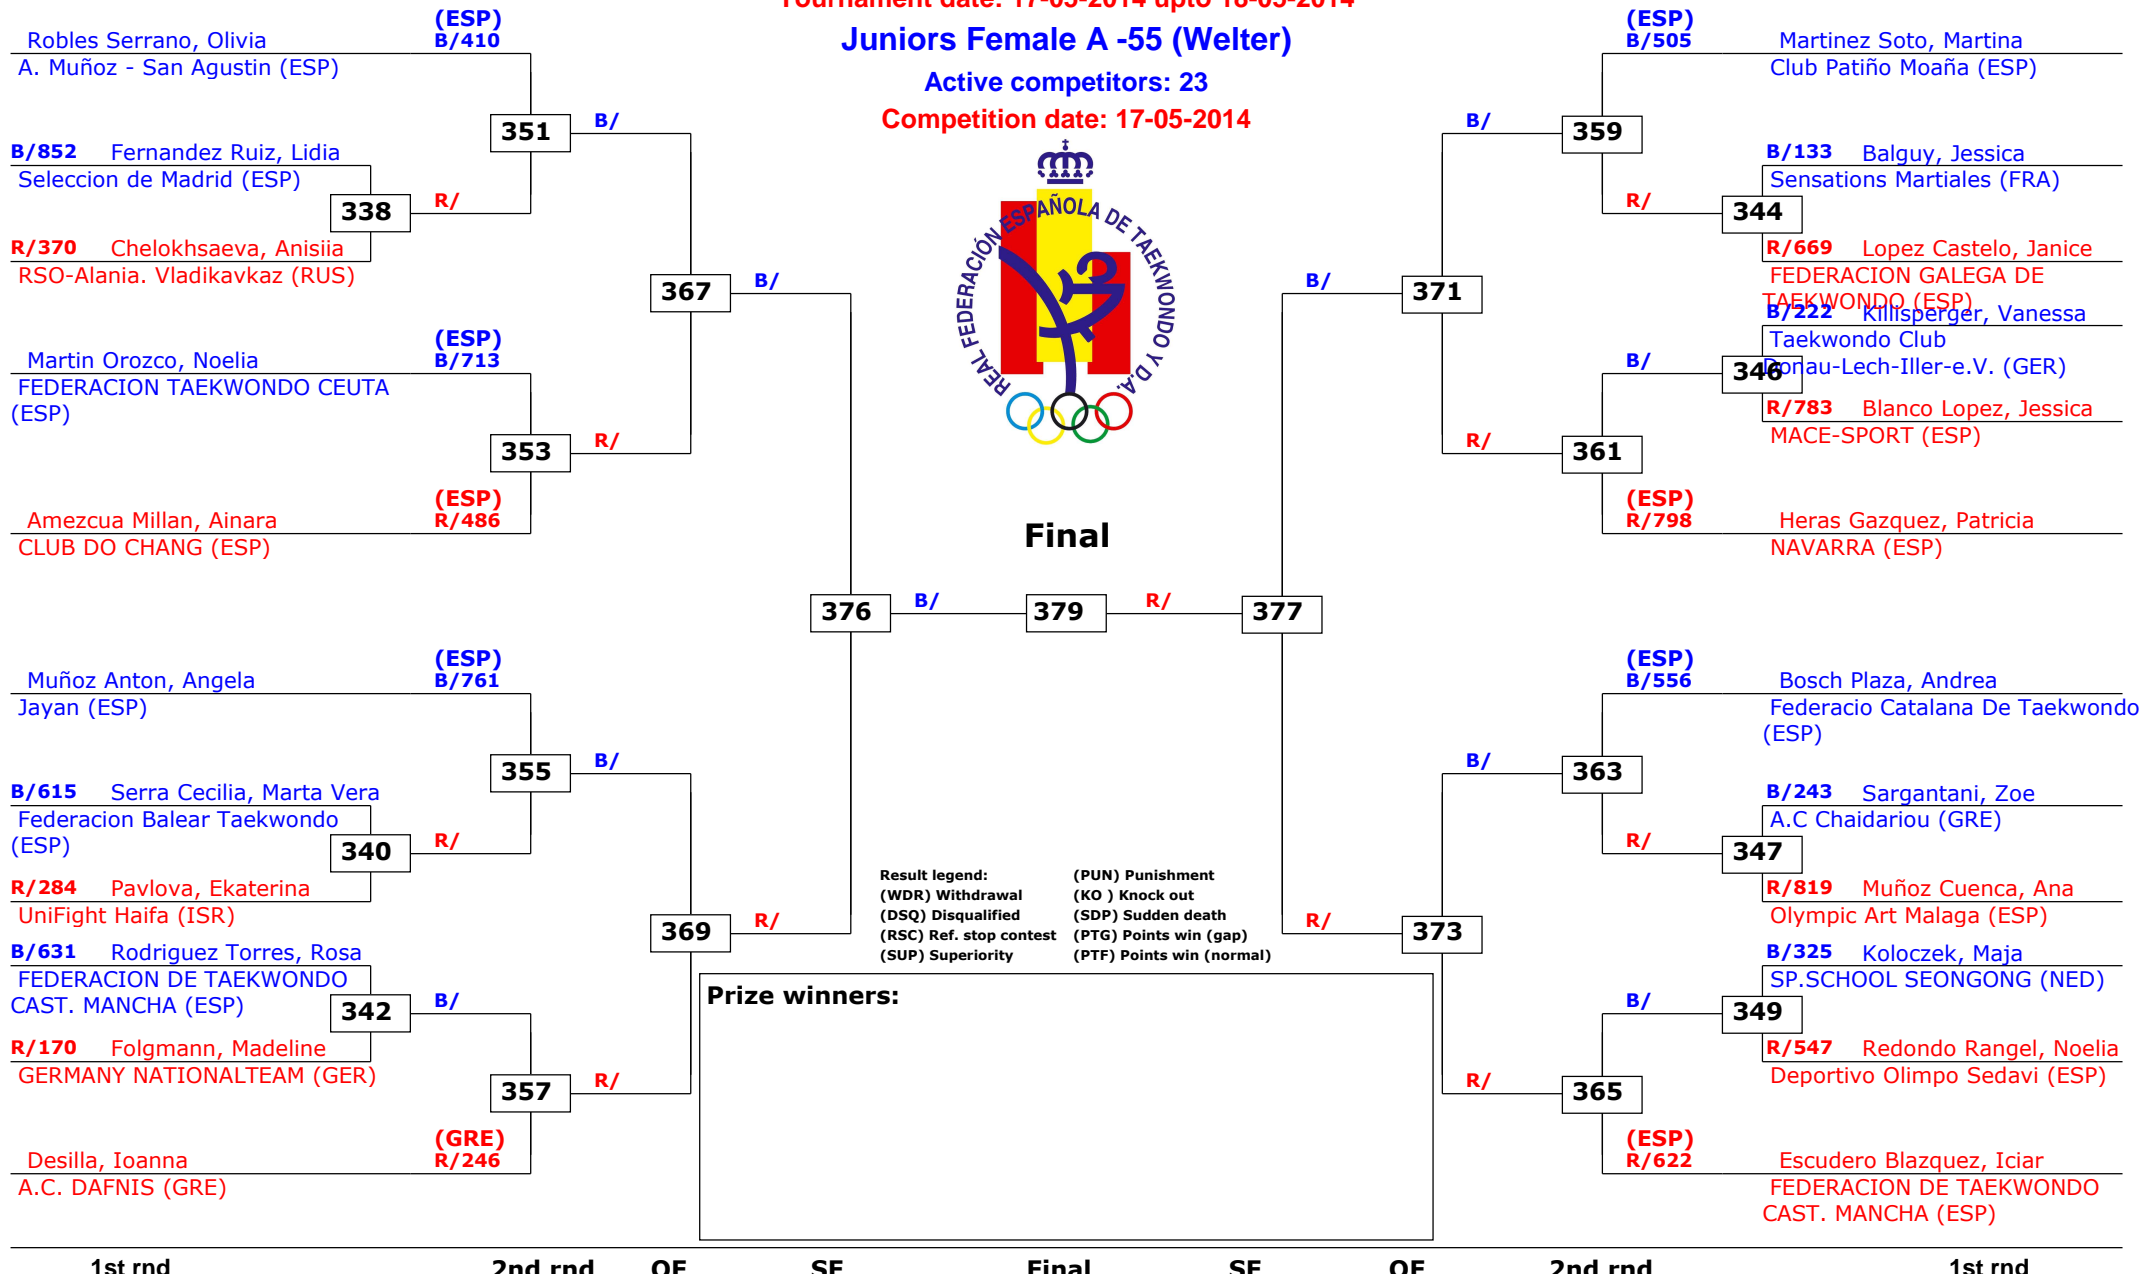 Tournament date: 17-05-2014 upto 18-05-2014
Juniors Female A -55 (Welter)
Active competitors: 23
Competition date: 17-05-2014
(ESP)
Robles Serrano, Olivia B/410
A. Muñoz - San Agustin (ESP)
351 B/
B/852 Fernandez Ruiz, Lidia
Seleccion de Madrid (ESP)
338 R/
R/370 Chelokhsaeva, Anisiia
RSO-Alania. Vladikavkaz (RUS)
367 B/
(ESP)
Martin Orozco, Noelia B/713
FEDERACION TAEKWONDO CEUTA
(ESP)
353 R/
(ESP)
Amezcua Millan, Ainara R/486
CLUB DO CHANG (ESP)
376 B/
(ESP)
Muñoz Anton, Angela B/761
Jayan (ESP)
355 B/
B/615 Serra Cecilia, Marta Vera
Federacion Balear Taekwondo
(ESP)
340 R/
R/284 Pavlova, Ekaterina
UniFight Haifa (ISR)
369 R/
B/631 Rodriguez Torres, Rosa
FEDERACION DE TAEKWONDO
CAST. MANCHA (ESP)
342 B/
R/170 Folgmann, Madeline
GERMANY NATIONALTEAM (GER)
357 R/
(GRE)
Desilla, Ioanna R/246
A.C. DAFNIS (GRE)
REAL FEDERACIÓN ESPAÑOLA DE TAEKWONDO Y D.A.
Final
379
R/ 377
(ESP)
B/505 Martinez Soto, Martina
Club Patiño Moaña (ESP)
B/ 359
B/133 Balguy, Jessica
Sensations Martiales (FRA)
R/ 344
R/669 Lopez Castelo, Janice
FEDERACION GALEGA DE
TAEKWONDO (ESP)
B/ 371
B/222 Killisperger, Vanessa
Taekwondo Club
Donau-Lech-Iller-e.V. (GER)
B/ 346
R/783 Blanco Lopez, Jessica
MACE-SPORT (ESP)
R/ 361
(ESP)
R/798 Heras Gazquez, Patricia
NAVARRA (ESP)
(ESP)
B/556 Bosch Plaza, Andrea
Federacio Catalana De Taekwondo
(ESP)
B/ 363
B/243 Sargantani, Zoe
A.C Chaidariou (GRE)
R/ 347
R/819 Muñoz Cuenca, Ana
Olympic Art Malaga (ESP)
R/ 373
B/325 Koloczek, Maja
SP.SCHOOL SEONGONG (NED)
B/ 349
R/547 Redondo Rangel, Noelia
Deportivo Olimpo Sedavi (ESP)
R/ 365
(ESP)
R/622 Escudero Blazquez, Iciar
FEDERACION DE TAEKWONDO
CAST. MANCHA (ESP)
Result legend: (PUN) Punishment
(WDR) Withdrawal (KO ) Knock out
(DSQ) Disqualified (SDP) Sudden death
(RSC) Ref. stop contest (PTG) Points win (gap)
(SUP) Superiority (PTF) Points win (normal)
Prize winners:
1st rnd 2nd rnd QF SF Final SF QF 2nd rnd 1st rnd